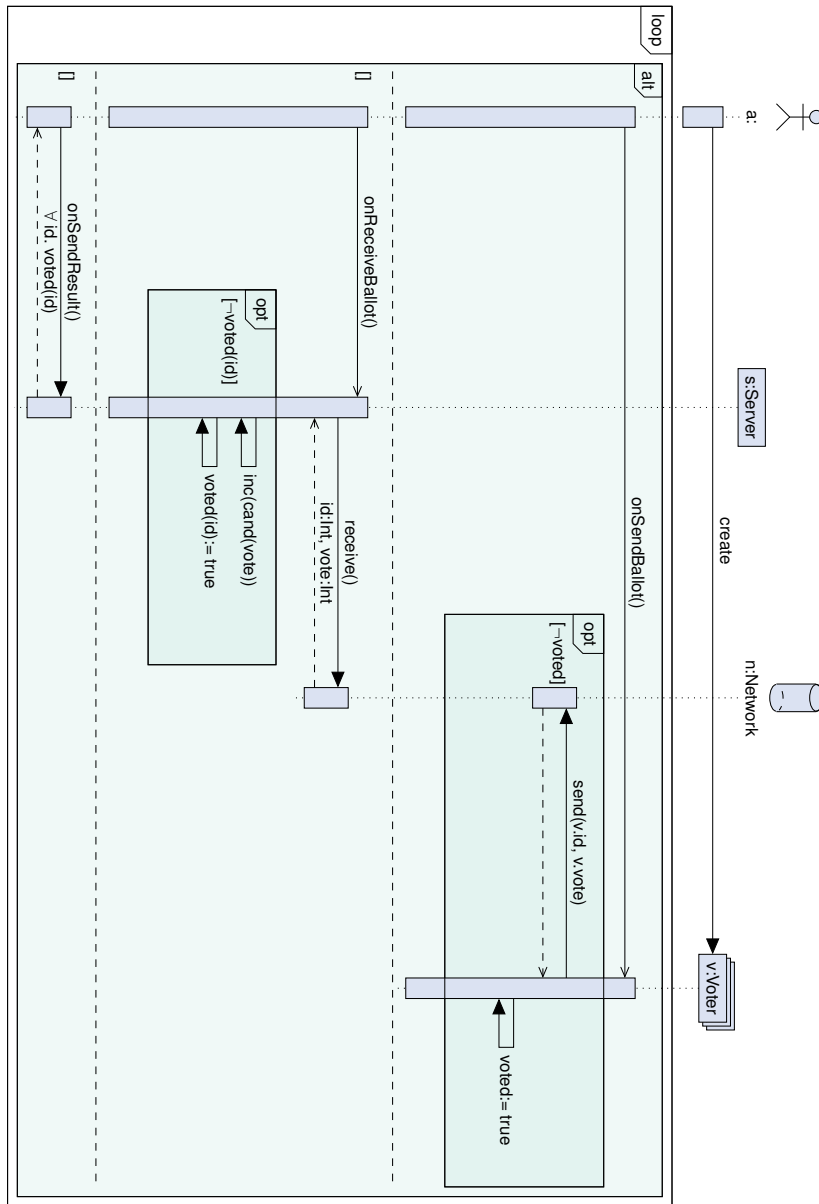 a:
s:Server
n:Network
v:Voter
create
loop
alt
onSendBallot()
opt
[¬voted]
send(v.id, v.vote)
voted:= true
[]
onReceiveBallot()
receive()
id:Int, vote:Int
opt
[¬voted(id)]
inc(cand(vote))
voted(id):= true
[]
onSendResult()
∀ id. voted(id)